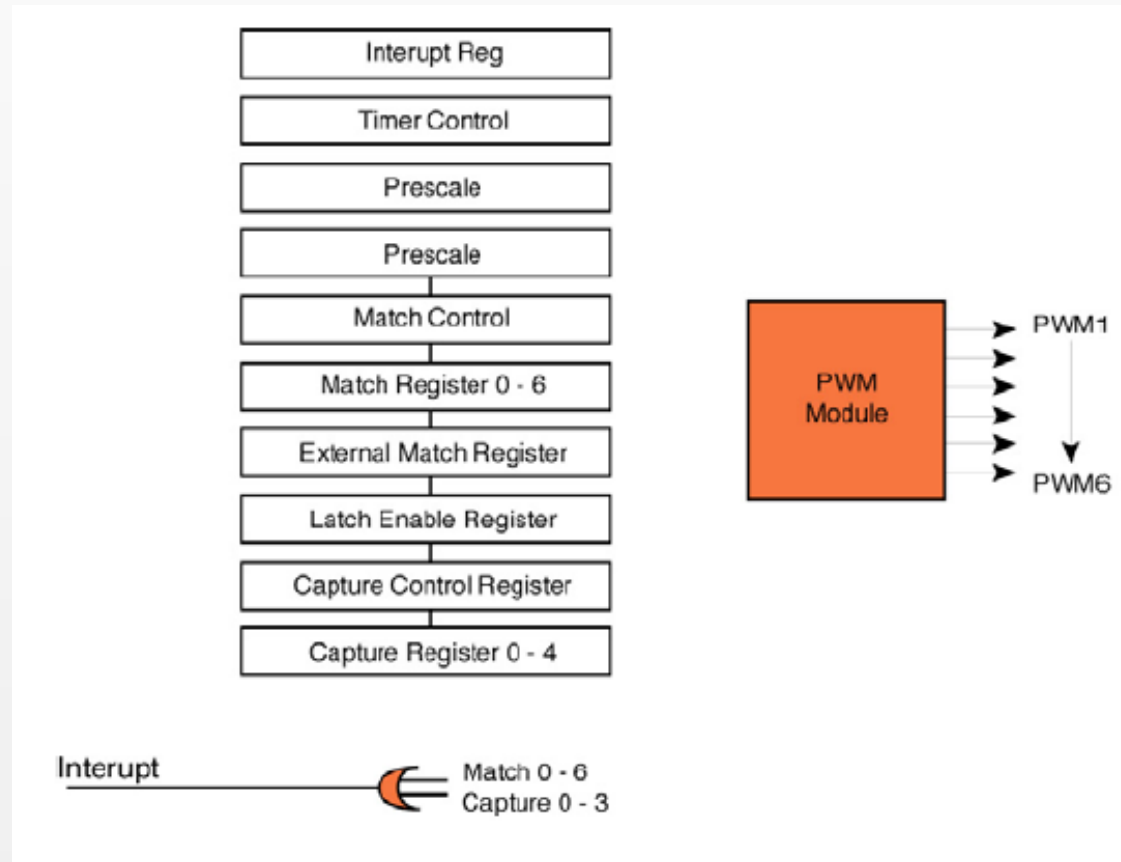 Interupt Reg
Timer Control
Prescale
Prescale
Match Control
Match Register 0 - 6
External Match Register
Latch Enable Register
Capture Control Register
Capture Register 0 - 4
PWM
Module
PWM1
PWM6
Interupt
Match 0 - 6
Capture 0 - 3